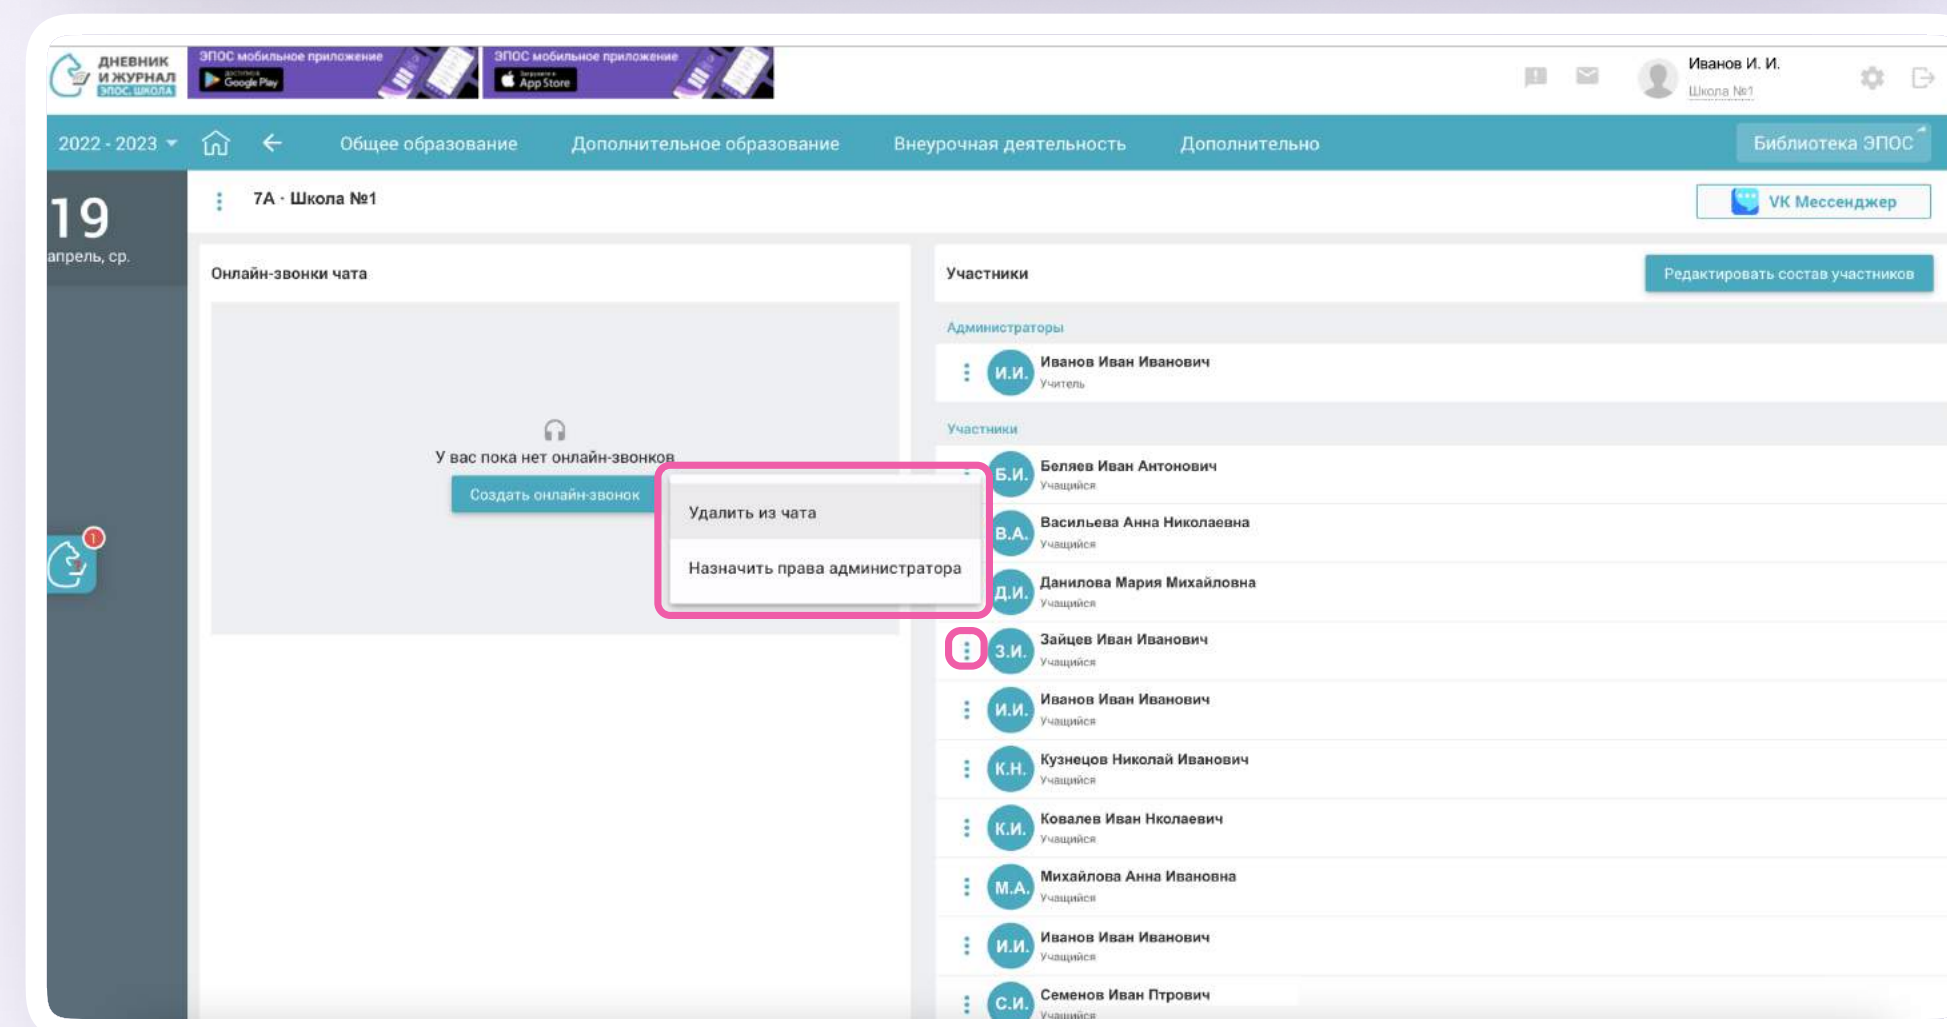 ДНЕВНИК
И ЖУРНАЛ
ЭПОС.ШКОЛА
ЭПОС мобильное приложение
ДОСТУПНО В
Google Play
ЭПОС мобильное приложение
Загрузите в
App Store
Иванов И. И.
Школа №1
2022 - 2023
Общее образование
Дополнительное образование
Внеурочная деятельность
Дополнительно
Библиотека ЭПОС
19
апрель, ср.
7А · Школа №1
VK Мессенджер
Онлайн-звонки чата
У вас пока нет онлайн-звонков
Создать онлайн-звонок
Удалить из чата
Назначить права администратора
1
Участники
Редактировать состав участников
Администраторы
И.И.
Иванов Иван Иванович
Учитель
Участники
Б.И.
Беляев Иван Антонович
Учащийся
В.А.
Васильева Анна Николаевна
Учащийся
Д.И.
Данилова Мария Михайловна
Учащийся
З.И.
Зайцев Иван Иванович
Учащийся
И.И.
Иванов Иван Иванович
Учащийся
К.Н.
Кузнецов Николай Иванович
Учащийся
К.И.
Ковалев Иван Нколаевич
Учащийся
М.А.
Михайлова Анна Ивановна
Учащийся
И.И.
Иванов Иван Иванович
Учащийся
С.И.
Семенов Иван Птрович
Учащийся